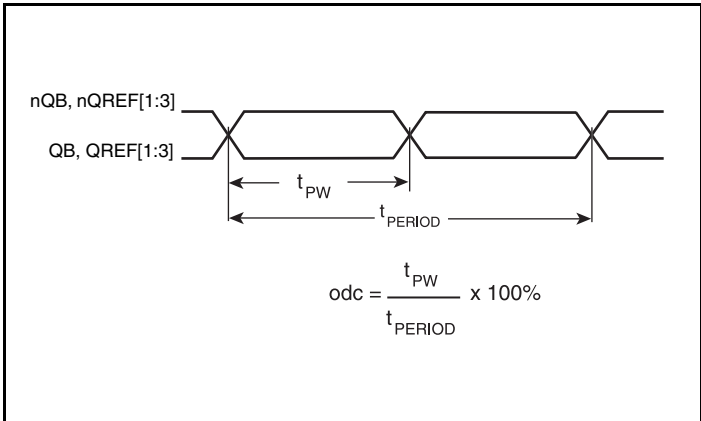 nQB, nQREF[1:3]
QB, QREF[1:3]
tPW
tPERIOD
odc = tPW / tPERIOD x 100%